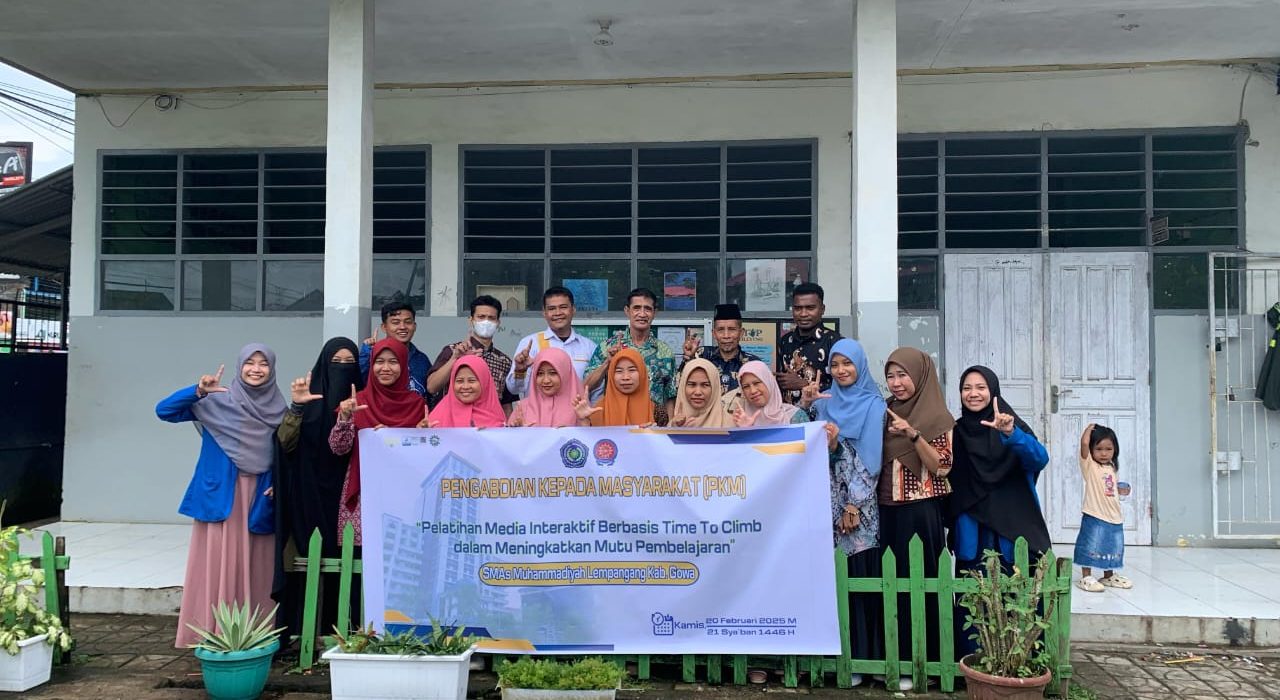 PENGABDIAN KEPADA MASYARAKAT (PKM)
"Pelatihan Media Interaktif Berbasis Time To Climb
dalam Meningkatkan Mutu Pembelajaran"
SMAs Muhammadiyah Lempangang Kab. Gowa
Kamis, 20 Februari 2025 M
21 Sya'ban 1446 H